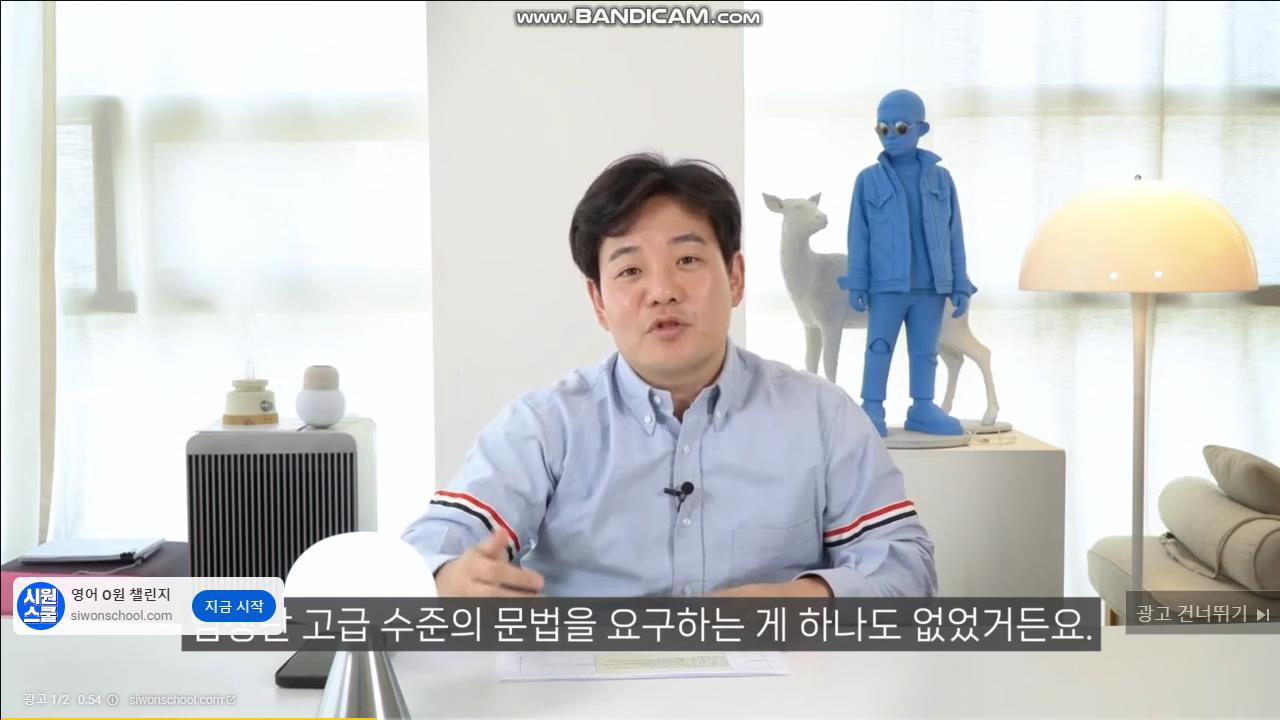 www.BANDICAM.com
시원
스쿨
영어 0원 챌린지
siwonschool.com
지금 시작
고급 수준의 문법을 요구하는 게 하나도 없었거든요.
광고 건너뛰기
광고 1/2 · 0:54
siwonschool.com